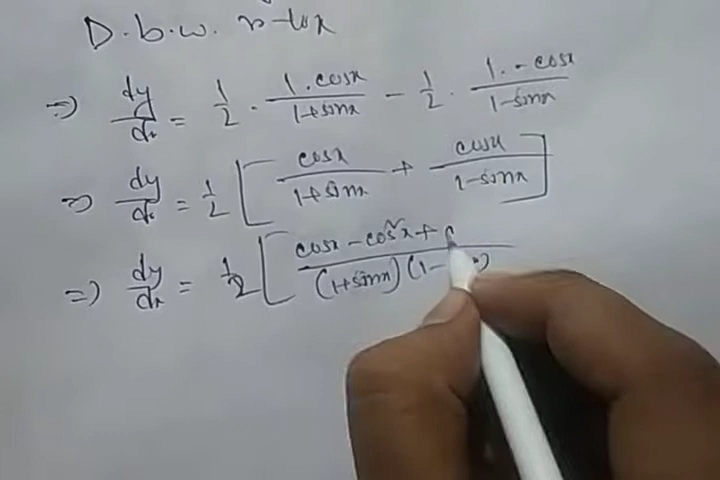 D.b.w. r to x
=> dy/dx = 1/2 . 1.cosx/1+sinx - 1/2 . 1.-cosx/1-sinx
=> dy/dx = 1/2 [ cosx/1+sinx + cosx/1-sinx ]
=> dy/dx = 1/2 [ cosx - cos²x + c/(1+sinx)(1-